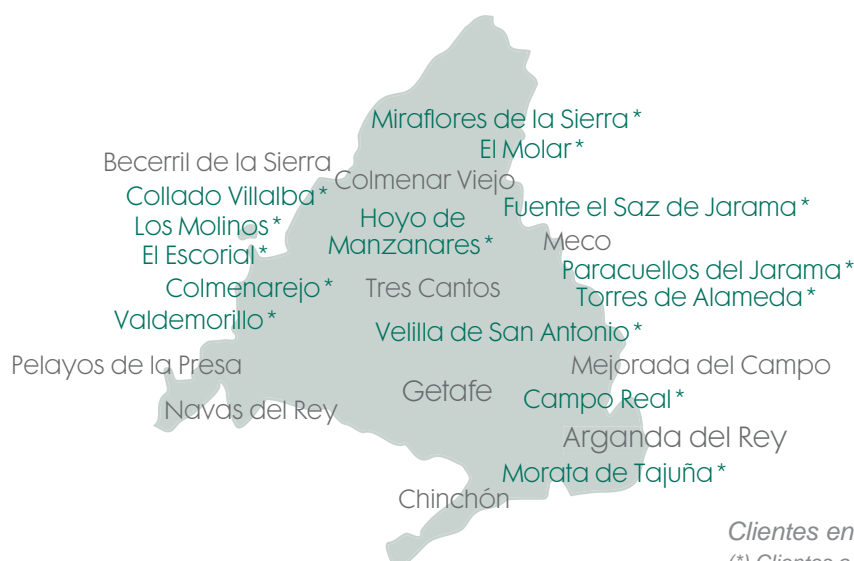 Miraflores de la Sierra*
El Molar*
Becerril de la Sierra
Colmenar Viejo
Collado Villalba*
Fuente el Saz de Jarama*
Los Molinos*
Hoyo de
Manzanares*
El Escorial*
Meco
Paracuellos del Jarama*
Colmenarejo*
Tres Cantos
Torres de Alameda*
Valdemorillo*
Velilla de San Antonio*
Pelayos de la Presa
Mejorada del Campo
Getafe
Campo Real*
Navas del Rey
Arganda del Rey
Morata de Tajuña*
Chinchón
Clientes en
(*) Clientes